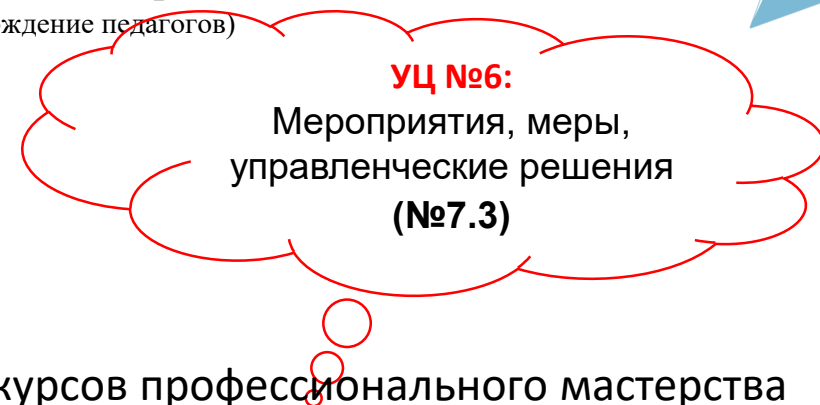 ждение педагогов)
УЦ №6:
Мероприятия, меры,
управленческие решения
(№7.3)
курсов профессионального мастерства